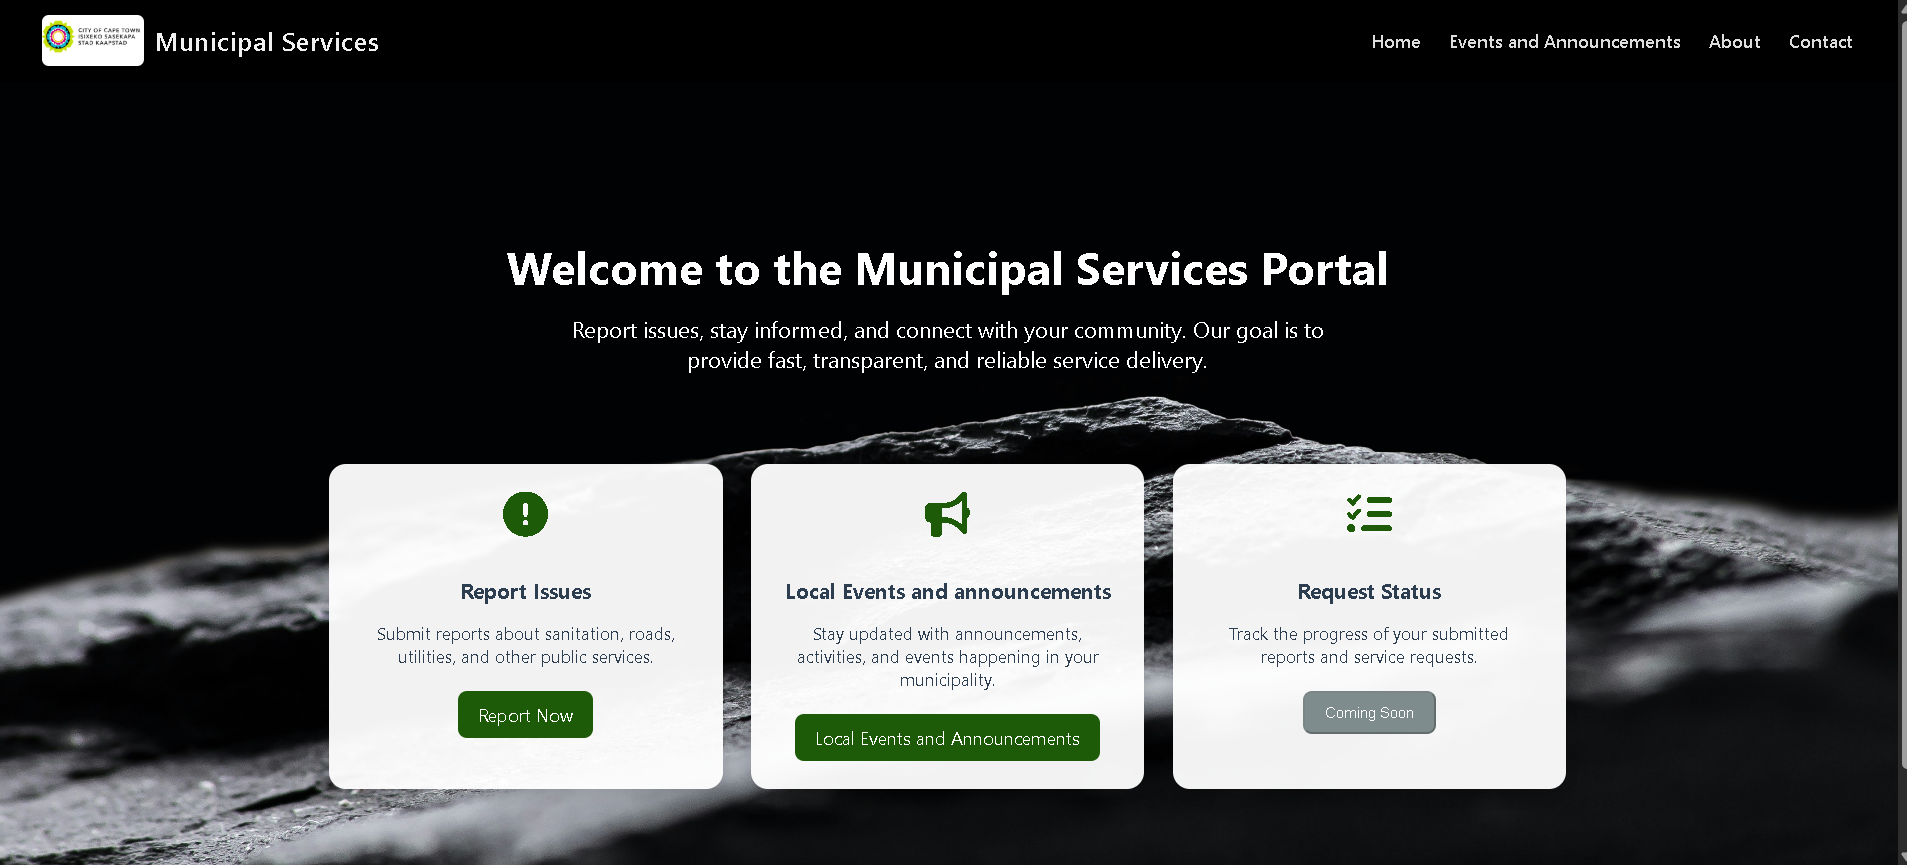 CITY OF CAPE TOWN
ISIXEKO SASEKAPA
STAD KAAPSTAD
Municipal Services
Home
Events and Announcements
About
Contact
Welcome to the Municipal Services Portal
Report issues, stay informed, and connect with your community. Our goal is to
provide fast, transparent, and reliable service delivery.
Report Issues
Submit reports about sanitation, roads,
utilities, and other public services.
Report Now
Local Events and announcements
Stay updated with announcements,
activities, and events happening in your
municipality.
Local Events and Announcements
Request Status
Track the progress of your submitted
reports and service requests.
Coming Soon